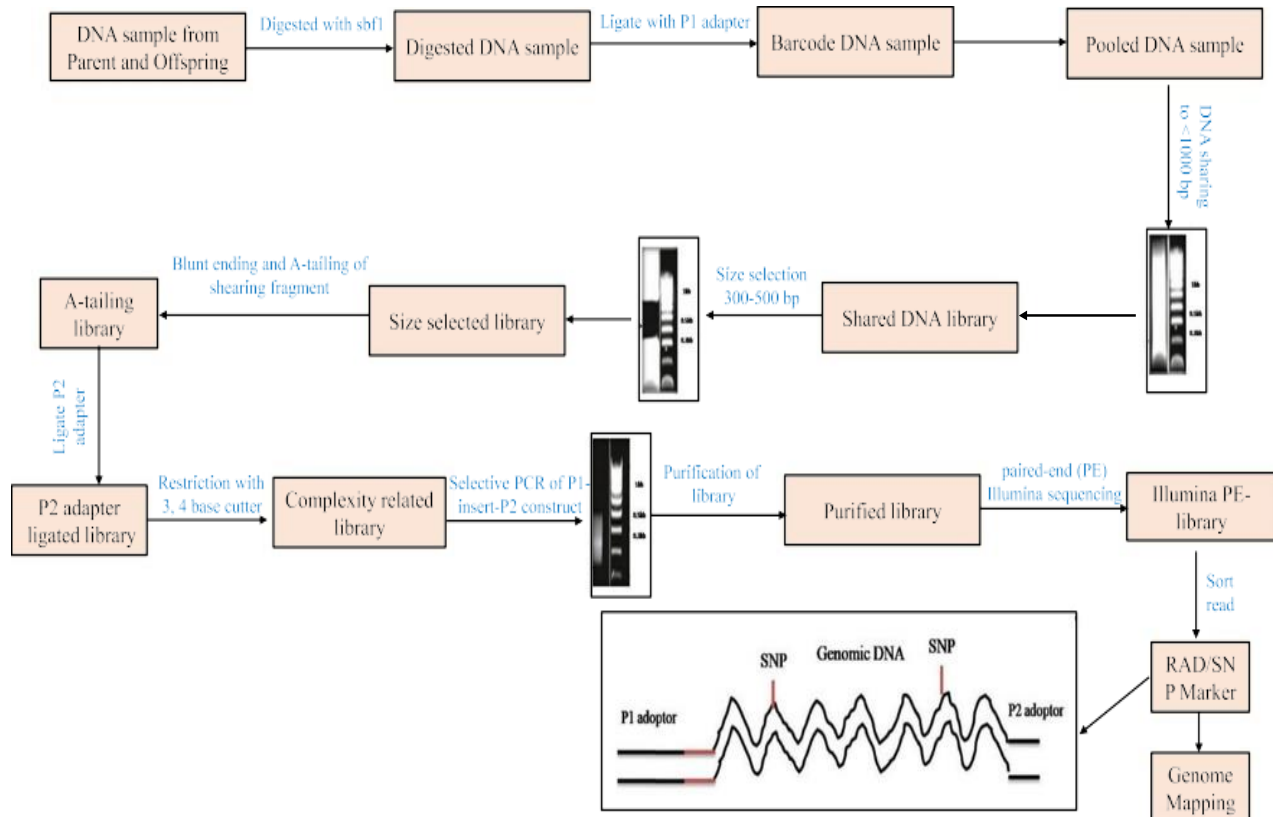 DNA sample from
Parent and Offspring
Digested with sbf1
Digested DNA sample
Ligate with P1 adapter
Barcode DNA sample
Pooled DNA sample
DNA sharing
to <1000 bp
Shared DNA library
Size selection
300-500 bp
Size selected library
Blunt ending and A-tailing of
shearing fragment
A-tailing
library
Ligate P2
adapter
P2 adapter
ligated library
Restriction with
3, 4 base cutter
Complexity related
library
Selective PCR of P1-
insert-P2 construct
Purification of
library
Purified library
paired-end (PE)
Illumina sequencing
Illumina PE-
library
Sort
read
RAD/SN
P Marker
Genome
Mapping
SNP
Genomic DNA
SNP
P1 adoptor
P2 adoptor